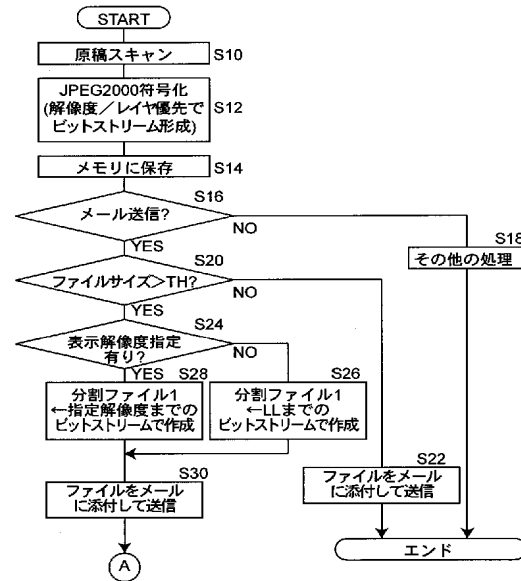 START
原稿スキャン
S10
JPEG2000符号化
(解像度／レイヤ優先で
ビットストリーム形成)
S12
メモリに保存
S14
S16
メール送信?
NO
YES
S18
その他の処理
S20
ファイルサイズ>TH?
NO
YES
S24
表示解像度指定
有り?
NO
YES
S28
分割ファイル1
←指定解像度までの
ビットストリームで作成
S26
分割ファイル1
←LLまでの
ビットストリームで作成
S30
ファイルをメール
に添付して送信
S22
ファイルをメール
に添付して送信
A
エンド